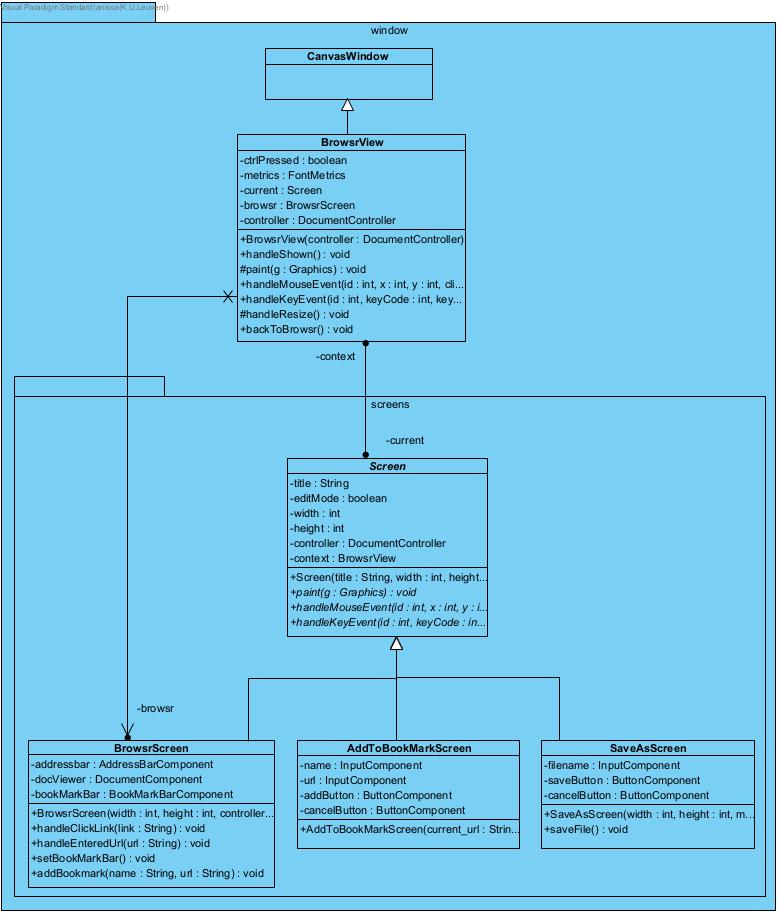 Visual Paradigm Standard(anissa(K.U.Leuven))
window
CanvasWindow
BrowsrView
-ctrlPressed : boolean
-metrics : FontMetrics
-current : Screen
-browsr : BrowsrScreen
-controller : DocumentController
+BrowsrView(controller : DocumentController)
+handleShown() : void
#paint(g : Graphics) : void
+handleMouseEvent(id : int, x : int, y : int, cli...
+handleKeyEvent(id : int, keyCode : int, key...
#handleResize() : void
+backToBrowsr() : void
-context
screens
-current
Screen
-title : String
-editMode : boolean
-width : int
-height : int
-controller : DocumentController
-context : BrowsrView
+Screen(title : String, width : int, height...
+paint(g : Graphics) : void
+handleMouseEvent(id : int, x : int, y : i...
+handleKeyEvent(id : int, keyCode : in...
-browsr
BrowsrScreen
-addressbar : AddressBarComponent
-docViewer : DocumentComponent
-bookMarkBar : BookMarkBarComponent
+BrowsrScreen(width : int, height : int, controller...
+handleClickLink(link : String) : void
+handleEnteredUrl(url : String) : void
+setBookMarkBar() : void
+addBookmark(name : String, url : String) : void
AddToBookMarkScreen
-name : InputComponent
-url : InputComponent
-addButton : ButtonComponent
-cancelButton : ButtonComponent
+AddToBookMarkScreen(current_url : Strin...
SaveAsScreen
-filename : InputComponent
-saveButton : ButtonComponent
-cancelButton : ButtonComponent
+SaveAsScreen(width : int, height : int, m...
+saveFile() : void